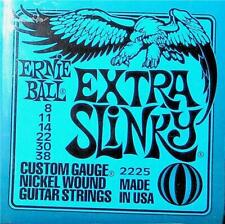 ERNIE BALL®
EXTRA SLINKY
8
11
14
22
30
38
CUSTOM GAUGE
NICKEL WOUND
GUITAR STRINGS
2225
MADE IN USA